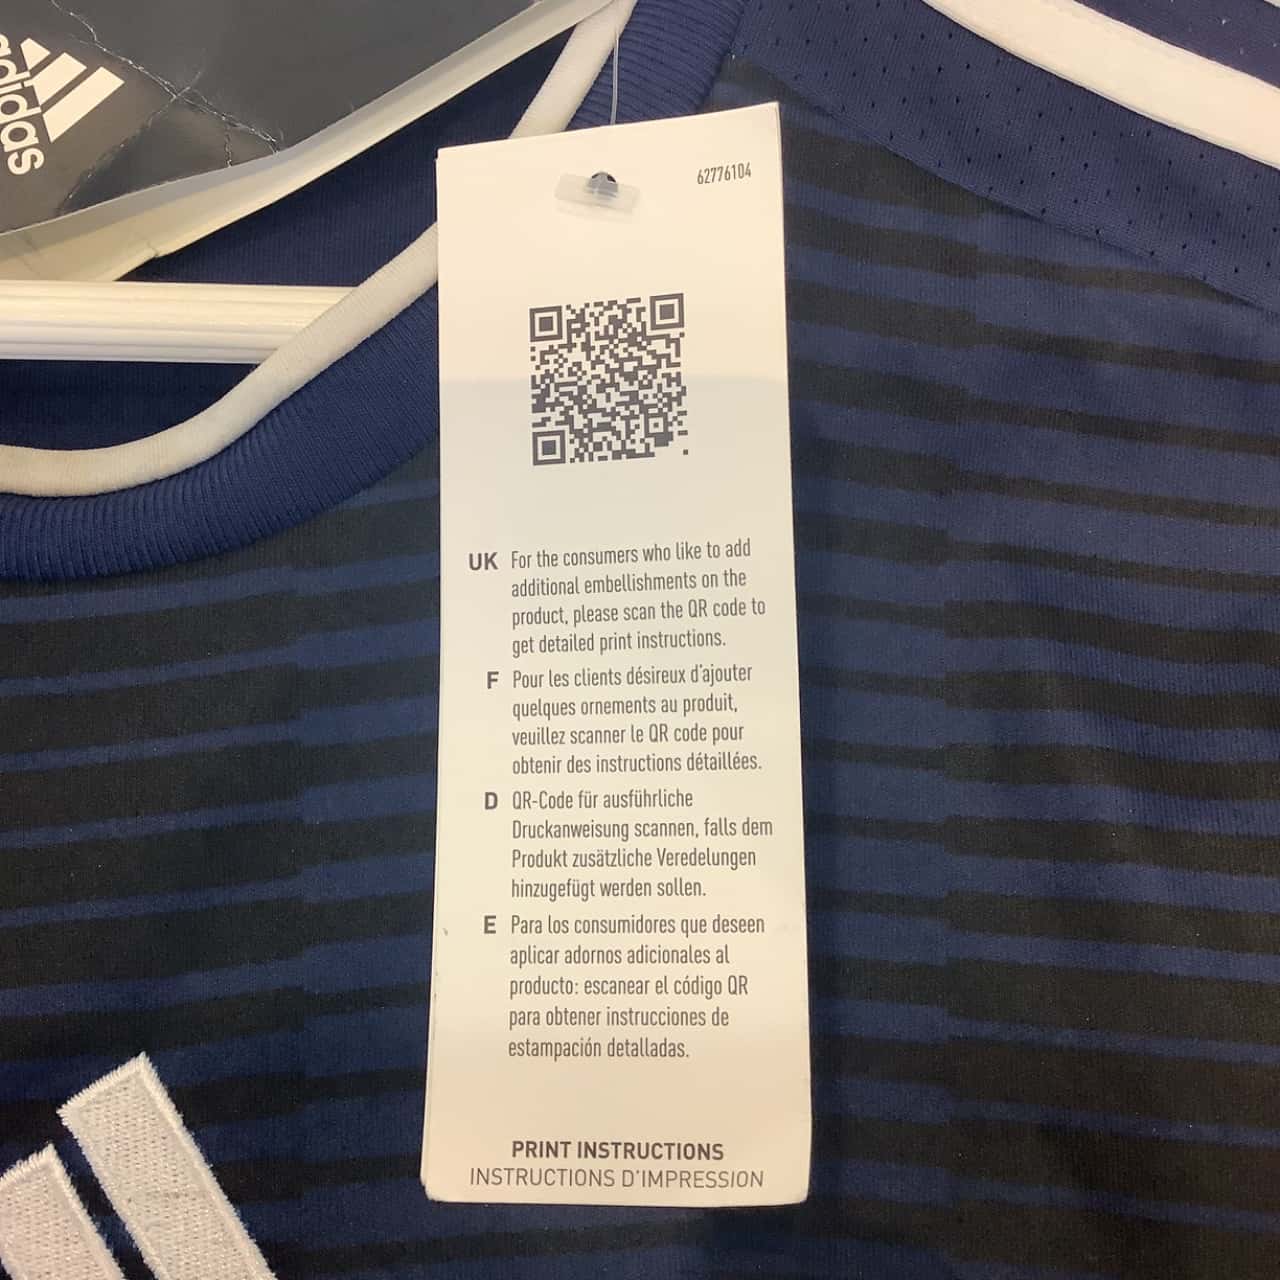 adidas
62776104
UK For the consumers who like to add
additional embellishments on the
product, please scan the QR code to
get detailed print instructions.
F Pour les clients désireux d'ajouter
quelques ornements au produit,
veuillez scanner le QR code pour
obtenir des instructions détaillées.
D QR-Code für ausführliche
Druckanweisung scannen, falls dem
Produkt zusätzliche Veredelungen
hinzugefügt werden sollen.
E Para los consumidores que deseen
aplicar adornos adicionales al
producto: escanear el código QR
para obtener instrucciones de
estampación detalladas.
PRINT INSTRUCTIONS
INSTRUCTIONS D'IMPRESSION